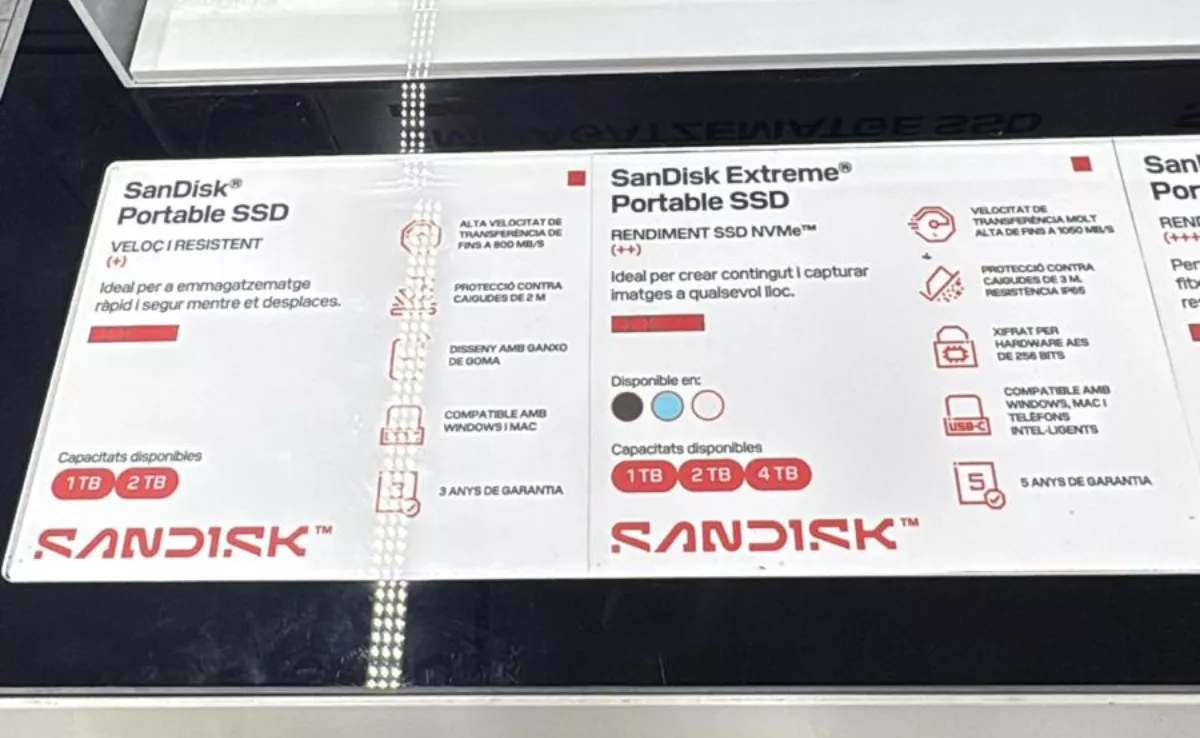 SanDisk®
Portable SSD
VELOÇ I RESISTENT
(+)
Ideal per a emmagatzematge
ràpid i segur mentre et desplaces.
ALTA VELOCITAT DE
TRANSFERÈNCIA DE
FINS A 800 MB/S
PROTECCIÓ CONTRA
CAIGUDES DE 2 M
DISSENY AMB GANXO
DE GOMA
COMPATIBLE AMB
WINDOWS I MAC
3 ANYS DE GARANTIA
Capacitats disponibles
1 TB 2 TB
SANDISK™
SanDisk Extreme®
Portable SSD
RENDIMENT SSD NVMe™
(++)
Ideal per crear contingut i capturar
imatges a qualsevol lloc.
Disponible en:
Capacitats disponibles
1 TB 2 TB 4 TB
SANDISK™
VELOCITAT DE
TRANSFERÈNCIA MOLT
ALTA DE FINS A 1050 MB/S
PROTECCIÓ CONTRA
CAIGUDES DE 3 M.
RESISTÈNCIA IP65
XIFRAT PER
HARDWARE AES
DE 256 BITS
USB-C
COMPATIBLE AMB
WINDOWS, MAC I
TELÈFONS
INTEL·LIGENTS
5
5 ANYS DE GARANTIA
San
Por
REND
(+++
Per
fito
res